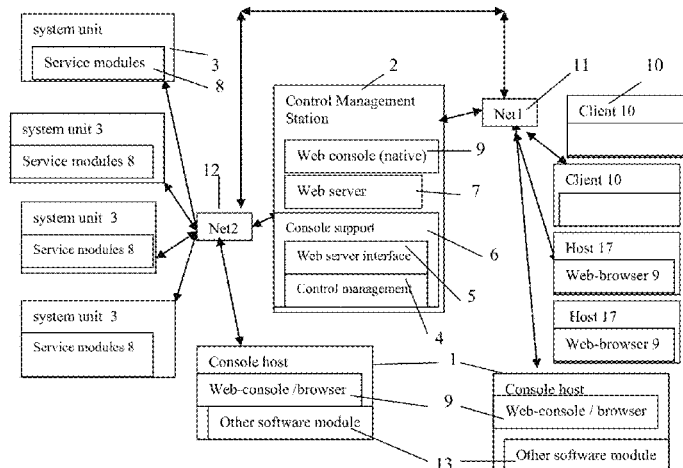 system unit
Service modules
3
8
system unit 3
Service modules 8
system unit 3
Service modules 8
system unit 3
Service modules 8
12
Net2
2
Control Management
Station
Web console (native)
9
Web server
7
Console support
6
Web server interface
5
Control management
4
11
Net1
10
Client 10
Client 10
Host 17
Web-browser 9
Host 17
Web-browser 9
Console host
1
Web-console /browser
9
Other software module
13
Console host
Web-console / browser
Other software module